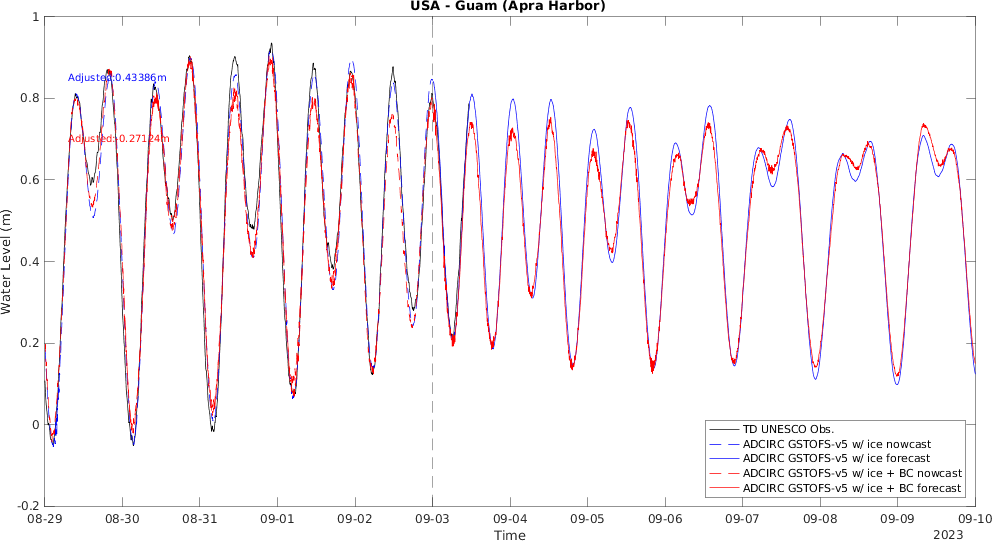 USA - Guam (Apra Harbor)
1
0.8
0.6
0.4
0.2
0
-0.2
Water Level (m)
Adjusted:0.43386m
Adjusted:-0.27124m
TD UNESCO Obs.
ADCIRC GSTOFS-v5 w/ ice nowcast
ADCIRC GSTOFS-v5 w/ ice forecast
ADCIRC GSTOFS-v5 w/ ice + BC nowcast
ADCIRC GSTOFS-v5 w/ ice + BC forecast
08-29 08-30 08-31 09-01 09-02 09-03 09-04 09-05 09-06 09-07 09-08 09-09 09-10
Time
2023